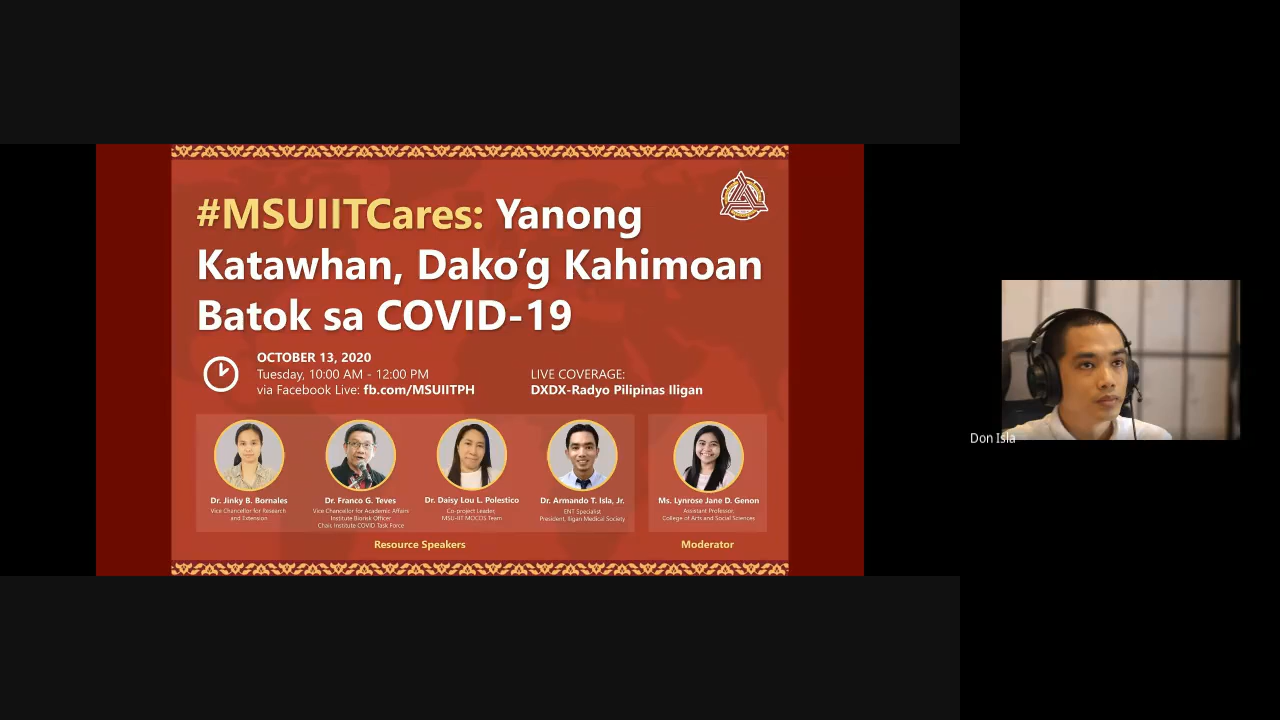 #MSUIITCares: Yanong
Katawhan, Dako'g Kahimoan
Batok sa COVID-19
OCTOBER 13, 2020
Tuesday, 10:00 AM - 12:00 PM
via Facebook Live: fb.com/MSUIITPH
LIVE COVERAGE:
DXDX-Radyo Pilipinas Iligan
Dr. Jinky B. Bornales
Vice Chancellor for Research
and Extension
Dr. Franco G. Teves
Vice Chancellor for Academic Affairs
Institute Biorisk Officer
Chair, Institute COVID Task Force
Dr. Daisy Lou L. Polestico
Co-project Leader,
MSU-IIT MOCOS Team
Dr. Armando T. Isla, Jr.
ENT Specialist
President, Iligan Medical Society
Ms. Lynrose Jane D. Genon
Assistant Professor,
College of Arts and Social Sciences
Resource Speakers
Moderator
Don Isla